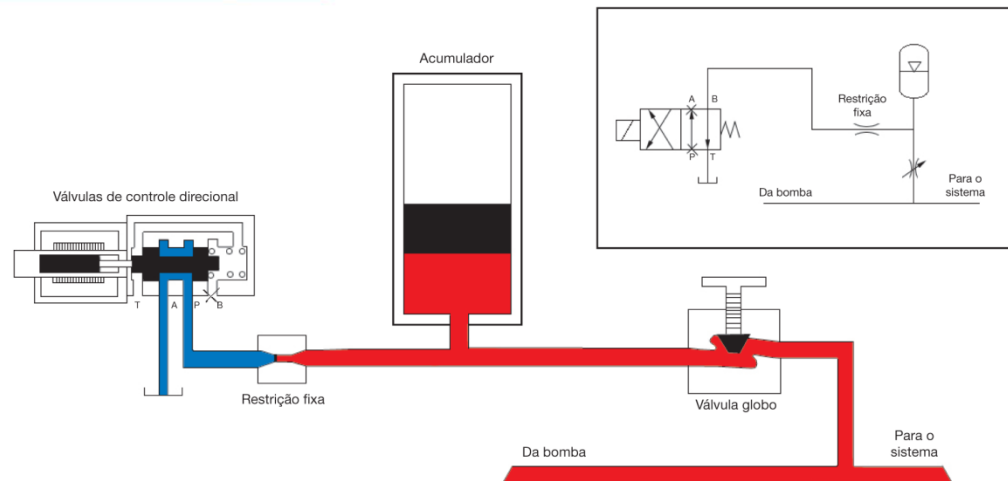 Acumulador
A B
Restrição
fixa
P T
Da bomba
Para o
sistema
Válvulas de controle direcional
T A P B
Restrição fixa
Válvula globo
Da bomba
Para o
sistema